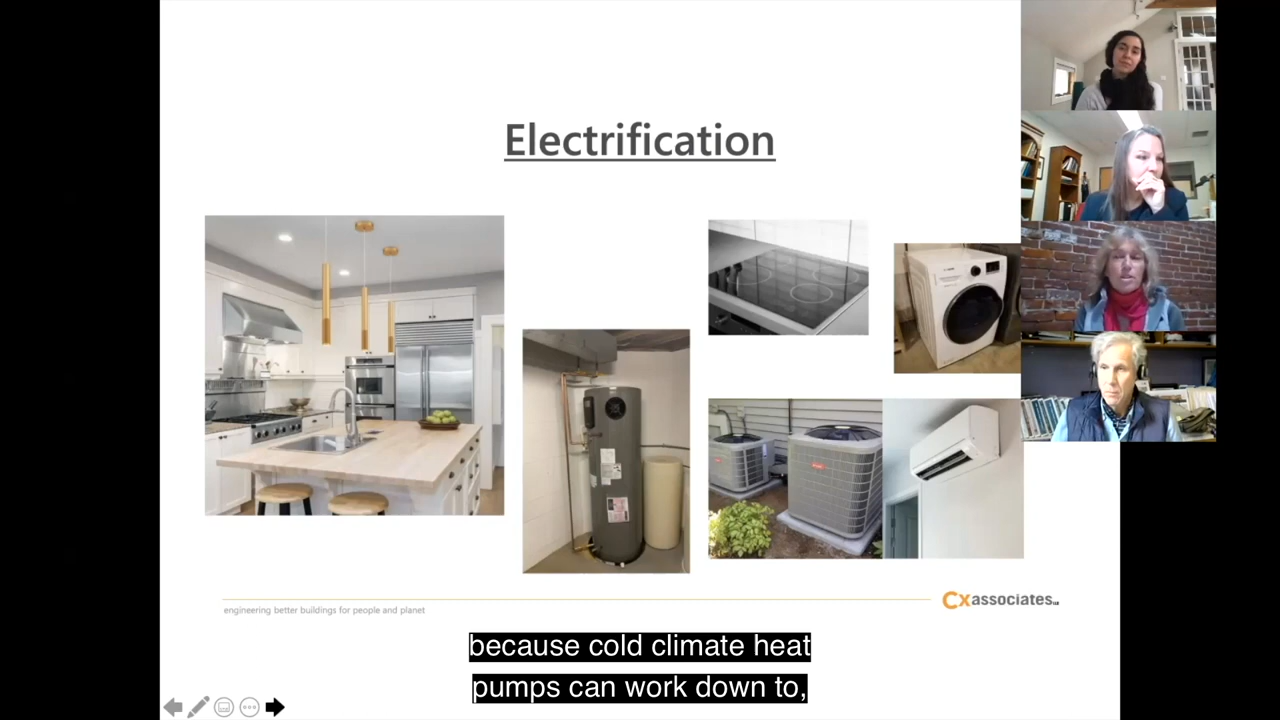 Electrification
engineering better buildings for people and planet
Cxassociates
because cold climate heat
pumps can work down to,